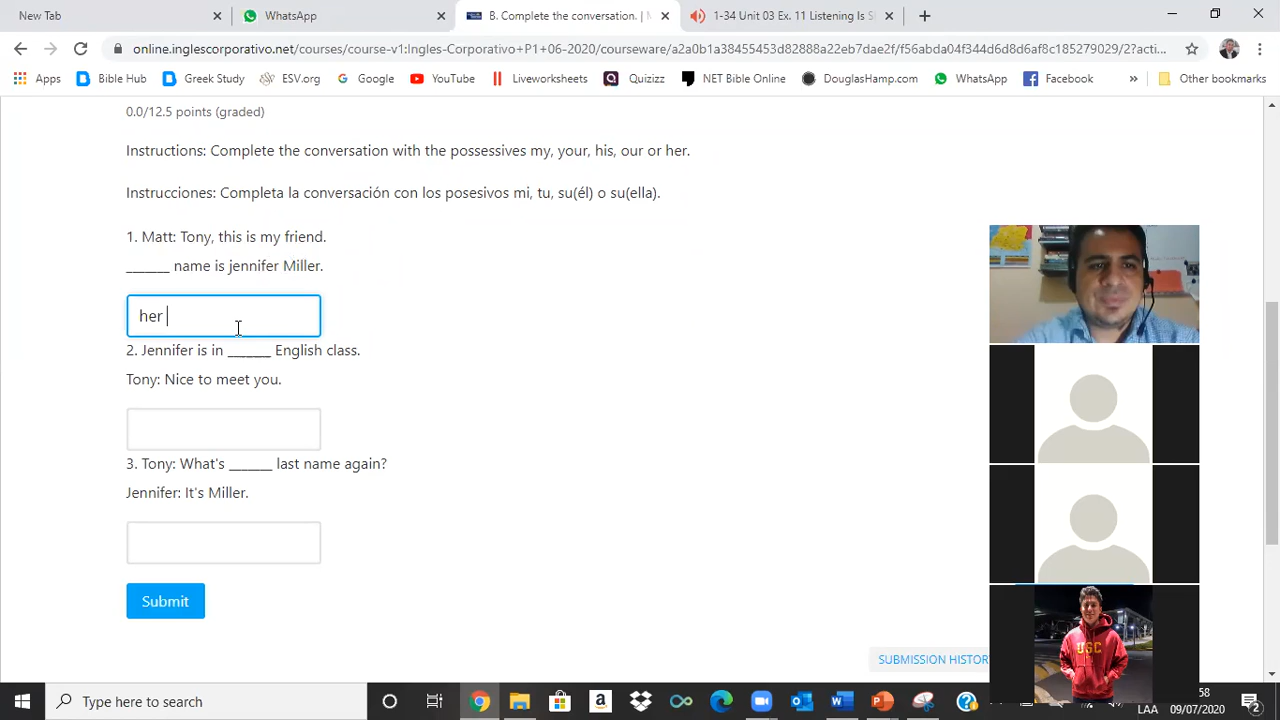 New Tab
WhatsApp
B. Complete the conversation. | M
1-34 Unit 03 Ex. 11 Listening Is S
online.inglescorporativo.net/courses/course-v1:Ingles-Corporativo+P1+06-2020/courseware/a2a0b1a38455453d82888a22eb7dae2f/f56abda04f344d6d8d6af8c185279029/2?acti...
Apps
Bible Hub
Greek Study
ESV.org
Google
YouTube
Liveworksheets
Quizizz
NET Bible Online
DouglasHamp.com
WhatsApp
Facebook
»
Other bookmarks
0.0/12.5 points (graded)
Instructions: Complete the conversation with the possessives my, your, his, our or her.
Instrucciones: Completa la conversación con los posesivos mi, tu, su(él) o su(ella).
1. Matt: Tony, this is my friend.
______ name is jennifer Miller.
her
2. Jennifer is in ______ English class.
Tony: Nice to meet you.
3. Tony: What's ______ last name again?
Jennifer: It's Miller.
Submit
SUBMISSION HISTOR
USC
Type here to search
58
LAA
09/07/2020
2